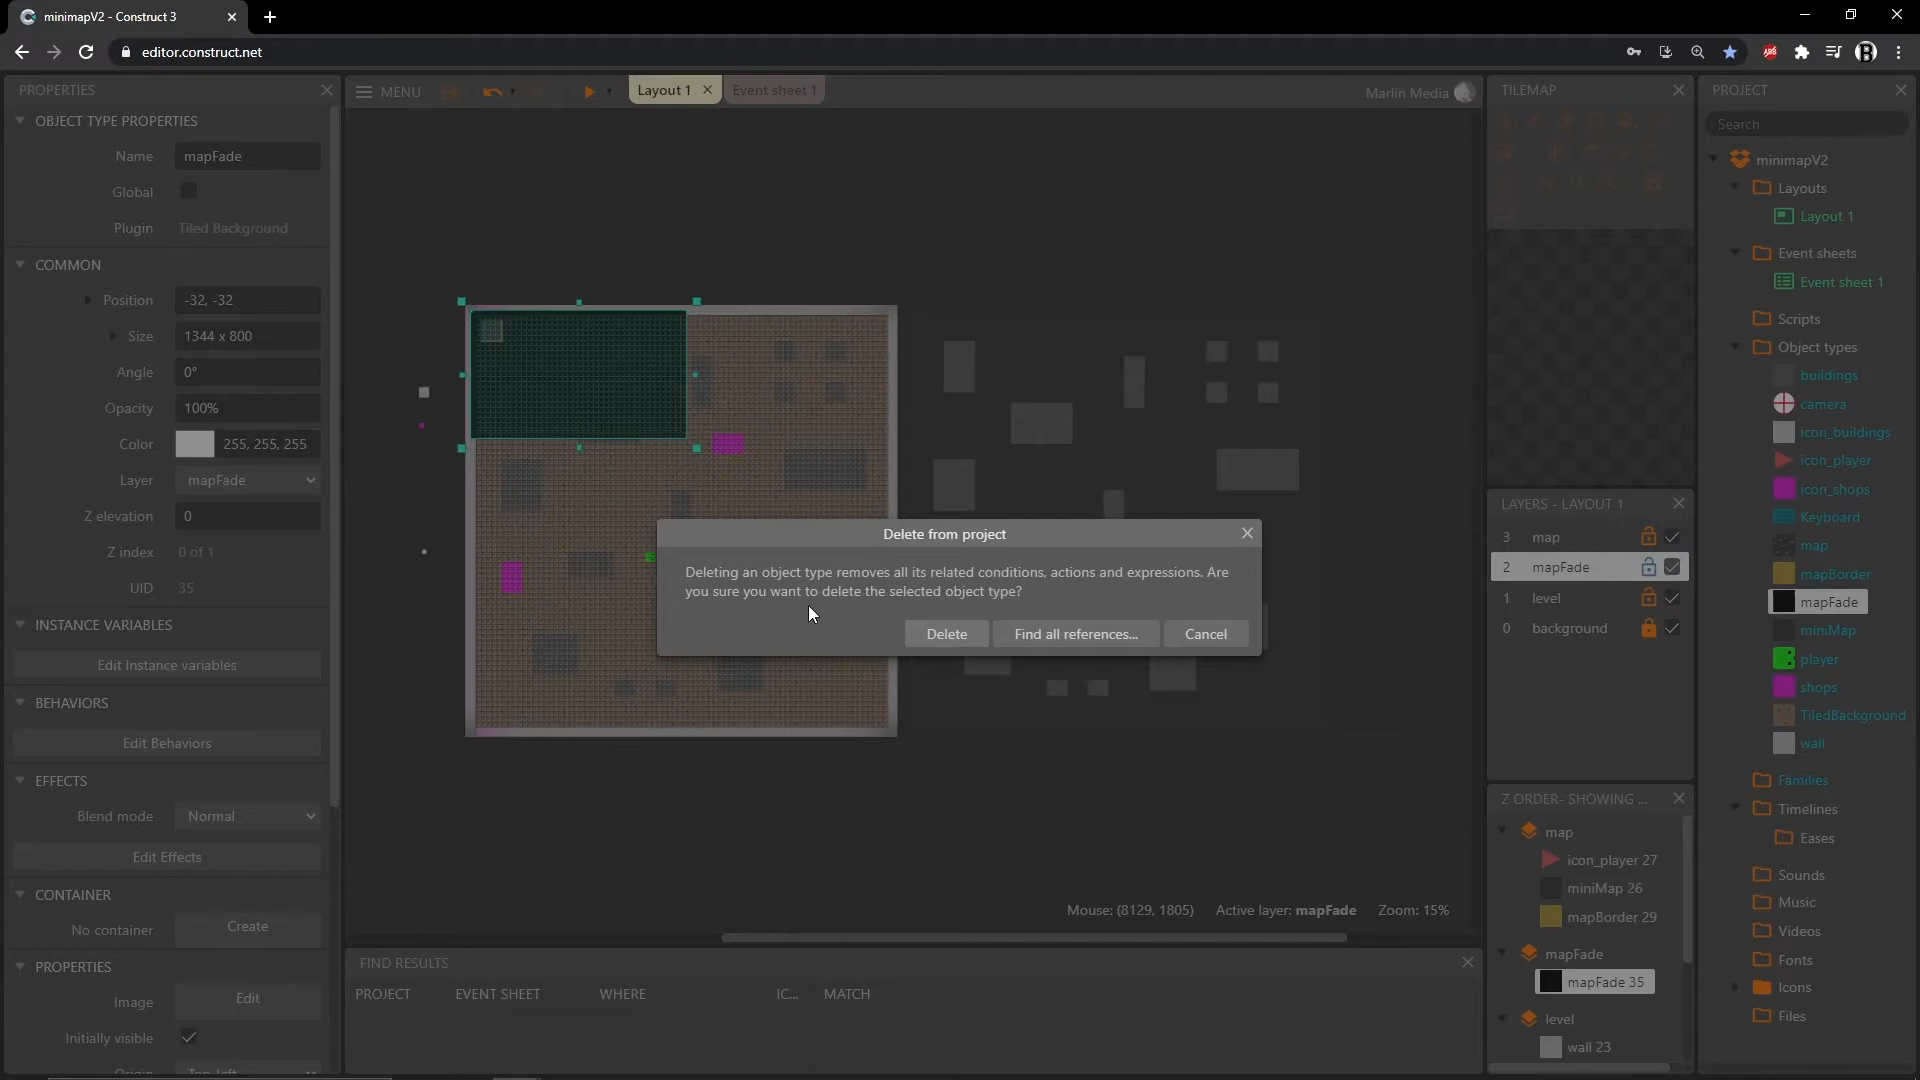 minimapV2 - Construct 3
editor.construct.net
PROPERTIES
OBJECT TYPE PROPERTIES
Name
mapFade
Global
Plugin
Tiled Background
COMMON
Position
-32, -32
Size
1344 x 800
Angle
0°
Opacity
100%
Color
255, 255, 255
Layer
mapFade
Z elevation
0
Z index
0 of 1
UID
35
INSTANCE VARIABLES
Edit Instance variables
BEHAVIORS
Edit Behaviors
EFFECTS
Blend mode
Normal
Edit Effects
CONTAINER
No container
Create
PROPERTIES
Image
Edit
Initially visible
Origin
Top-left
MENU
Layout 1
Event sheet 1
Marlin Media
Delete from project
Deleting an object type removes all its related conditions, actions and expressions. Are
you sure you want to delete the selected object type?
Delete
Find all references...
Cancel
Mouse: (8129, 1805)
Active layer: mapFade
Zoom: 15%
FIND RESULTS
PROJECT
EVENT SHEET
WHERE
IC...
MATCH
TILEMAP
LAYERS - LAYOUT 1
3 map
2 mapFade
1 level
0 background
Z ORDER- SHOWING ...
map
icon_player 27
miniMap 26
mapBorder 29
mapFade
mapFade 35
level
wall 23
PROJECT
Search
minimapV2
Layouts
Layout 1
Event sheets
Event sheet 1
Scripts
Object types
buildings
camera
icon_buildings
icon_player
icon_shops
Keyboard
map
mapBorder
mapFade
miniMap
player
shops
TiledBackground
wall
Families
Timelines
Eases
Sounds
Music
Videos
Fonts
Icons
Files